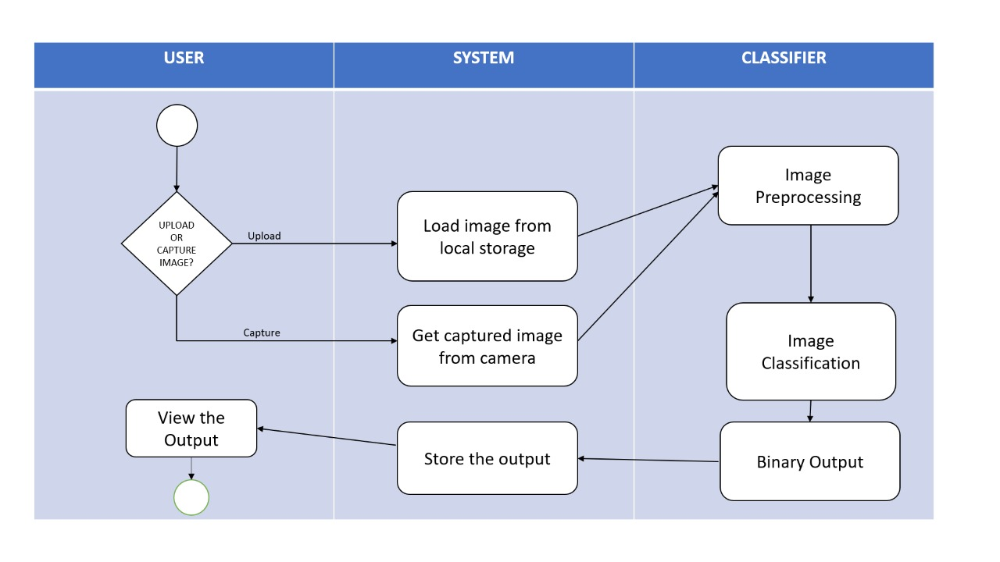 USER
SYSTEM
CLASSIFIER
UPLOAD
OR
CAPTURE
IMAGE?
Upload
Capture
Load image from
local storage
Get captured image
from camera
Image
Preprocessing
Image
Classification
Binary Output
Store the output
View the
Output